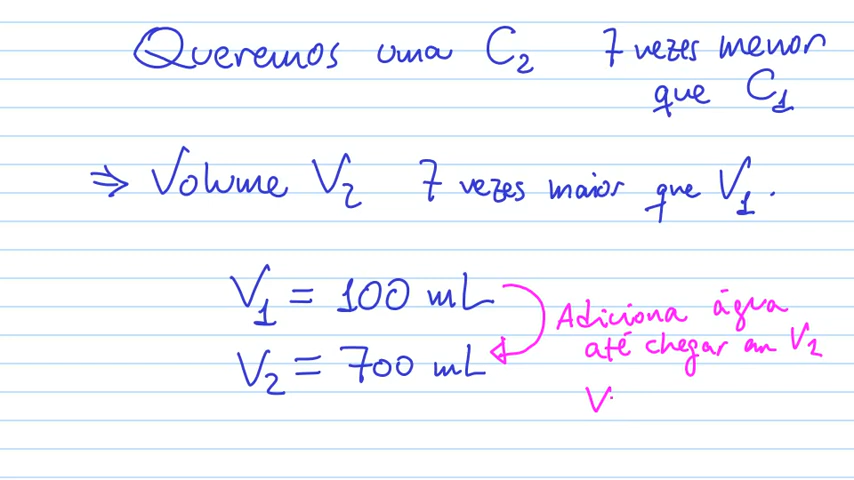 Queremos uma C2 7 vezes menor
que C1
⇒ Volume V2 7 vezes maior que V1.
V1 = 100 mL
Adiciona água
até chegar em V2
V2 = 700 mL
V